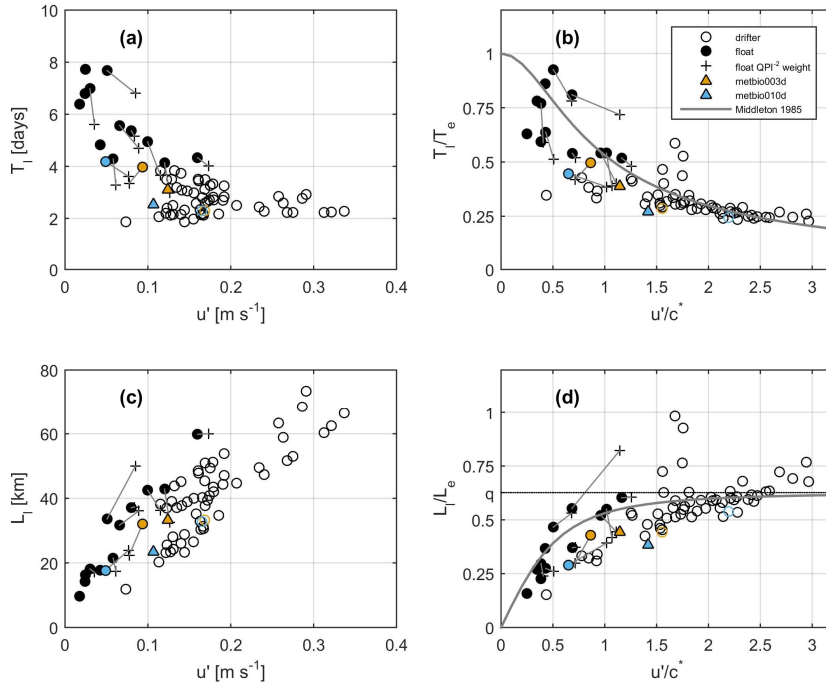 (a)
10
8
6
4
2
0
T_l [days]
0
0.1
0.2
0.3
0.4
u' [m s⁻¹]
(b)
1
0.75
0.5
0.25
0
T_l/T_e
0
0.5
1
1.5
2
2.5
3
u'/c*
drifter
float
float QPI⁻² weight
metbio003d
metbio010d
Middleton 1985
(c)
80
60
40
20
0
L_l [km]
0
0.1
0.2
0.3
0.4
u' [m s⁻¹]
(d)
1
0.75
q
0.5
0.25
0
L_l/L_e
0
0.5
1
1.5
2
2.5
3
u'/c*